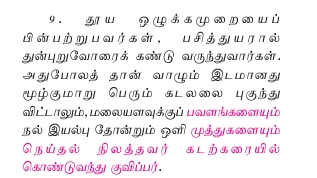 9. தூய ஒழுக்கமுறையைப்
பின்பற்றுபவர்கள், பசித்துயரால்
துன்புறுவோரைக் கண்டு வருந்துவார்கள்.
அதுபோலத் தான் வாழும் இடமானது
மூழ்குமாறு பெரும் கடலலை புகுந்து
விட்டாலும், மலையளவுக்குப் பவளங்களையும்
நல் இயல்பு தோன்றும் ஒளி முத்துகளையும்
நெய்தல் நிலத்தவர் கடற்கரையில்
கொண்டுவந்து குவிப்பர்.